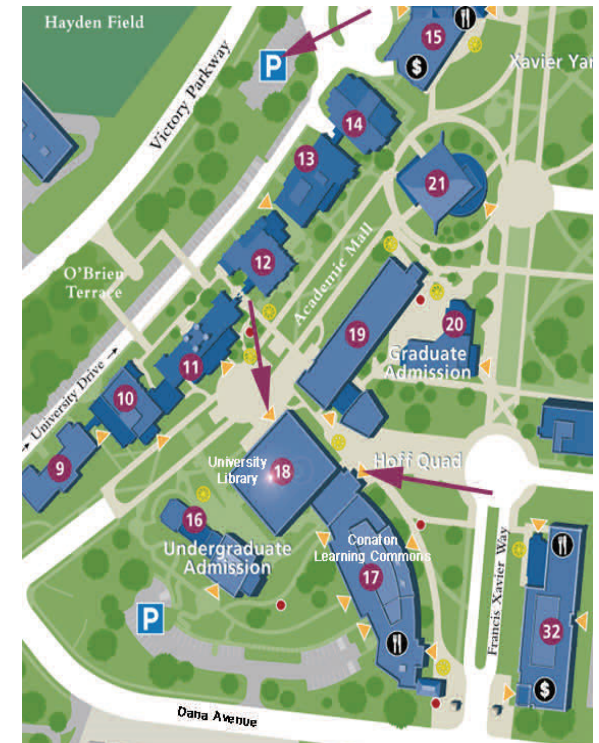 Hayden Field
P
15
$
Xavier Yar
Victory Parkway
14
13
21
12
O'Brien
Terrace
Academic Mall
19
20
Graduate
Admission
11
University Drive
10
9
University
Library
18
Hoff Quad
16
Undergraduate
Admission
Conaton
Learning Commons
17
Francis Xavier Way
P
32
$
Dana Avenue